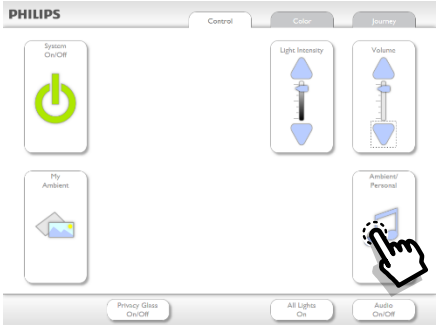 PHILIPS
Control
Color
Journey
System
On/Off
Light Intensity
Volume
My
Ambient
Ambient/
Personal
Privacy Glass
On/Off
All Lights
On
Audio
On/Off